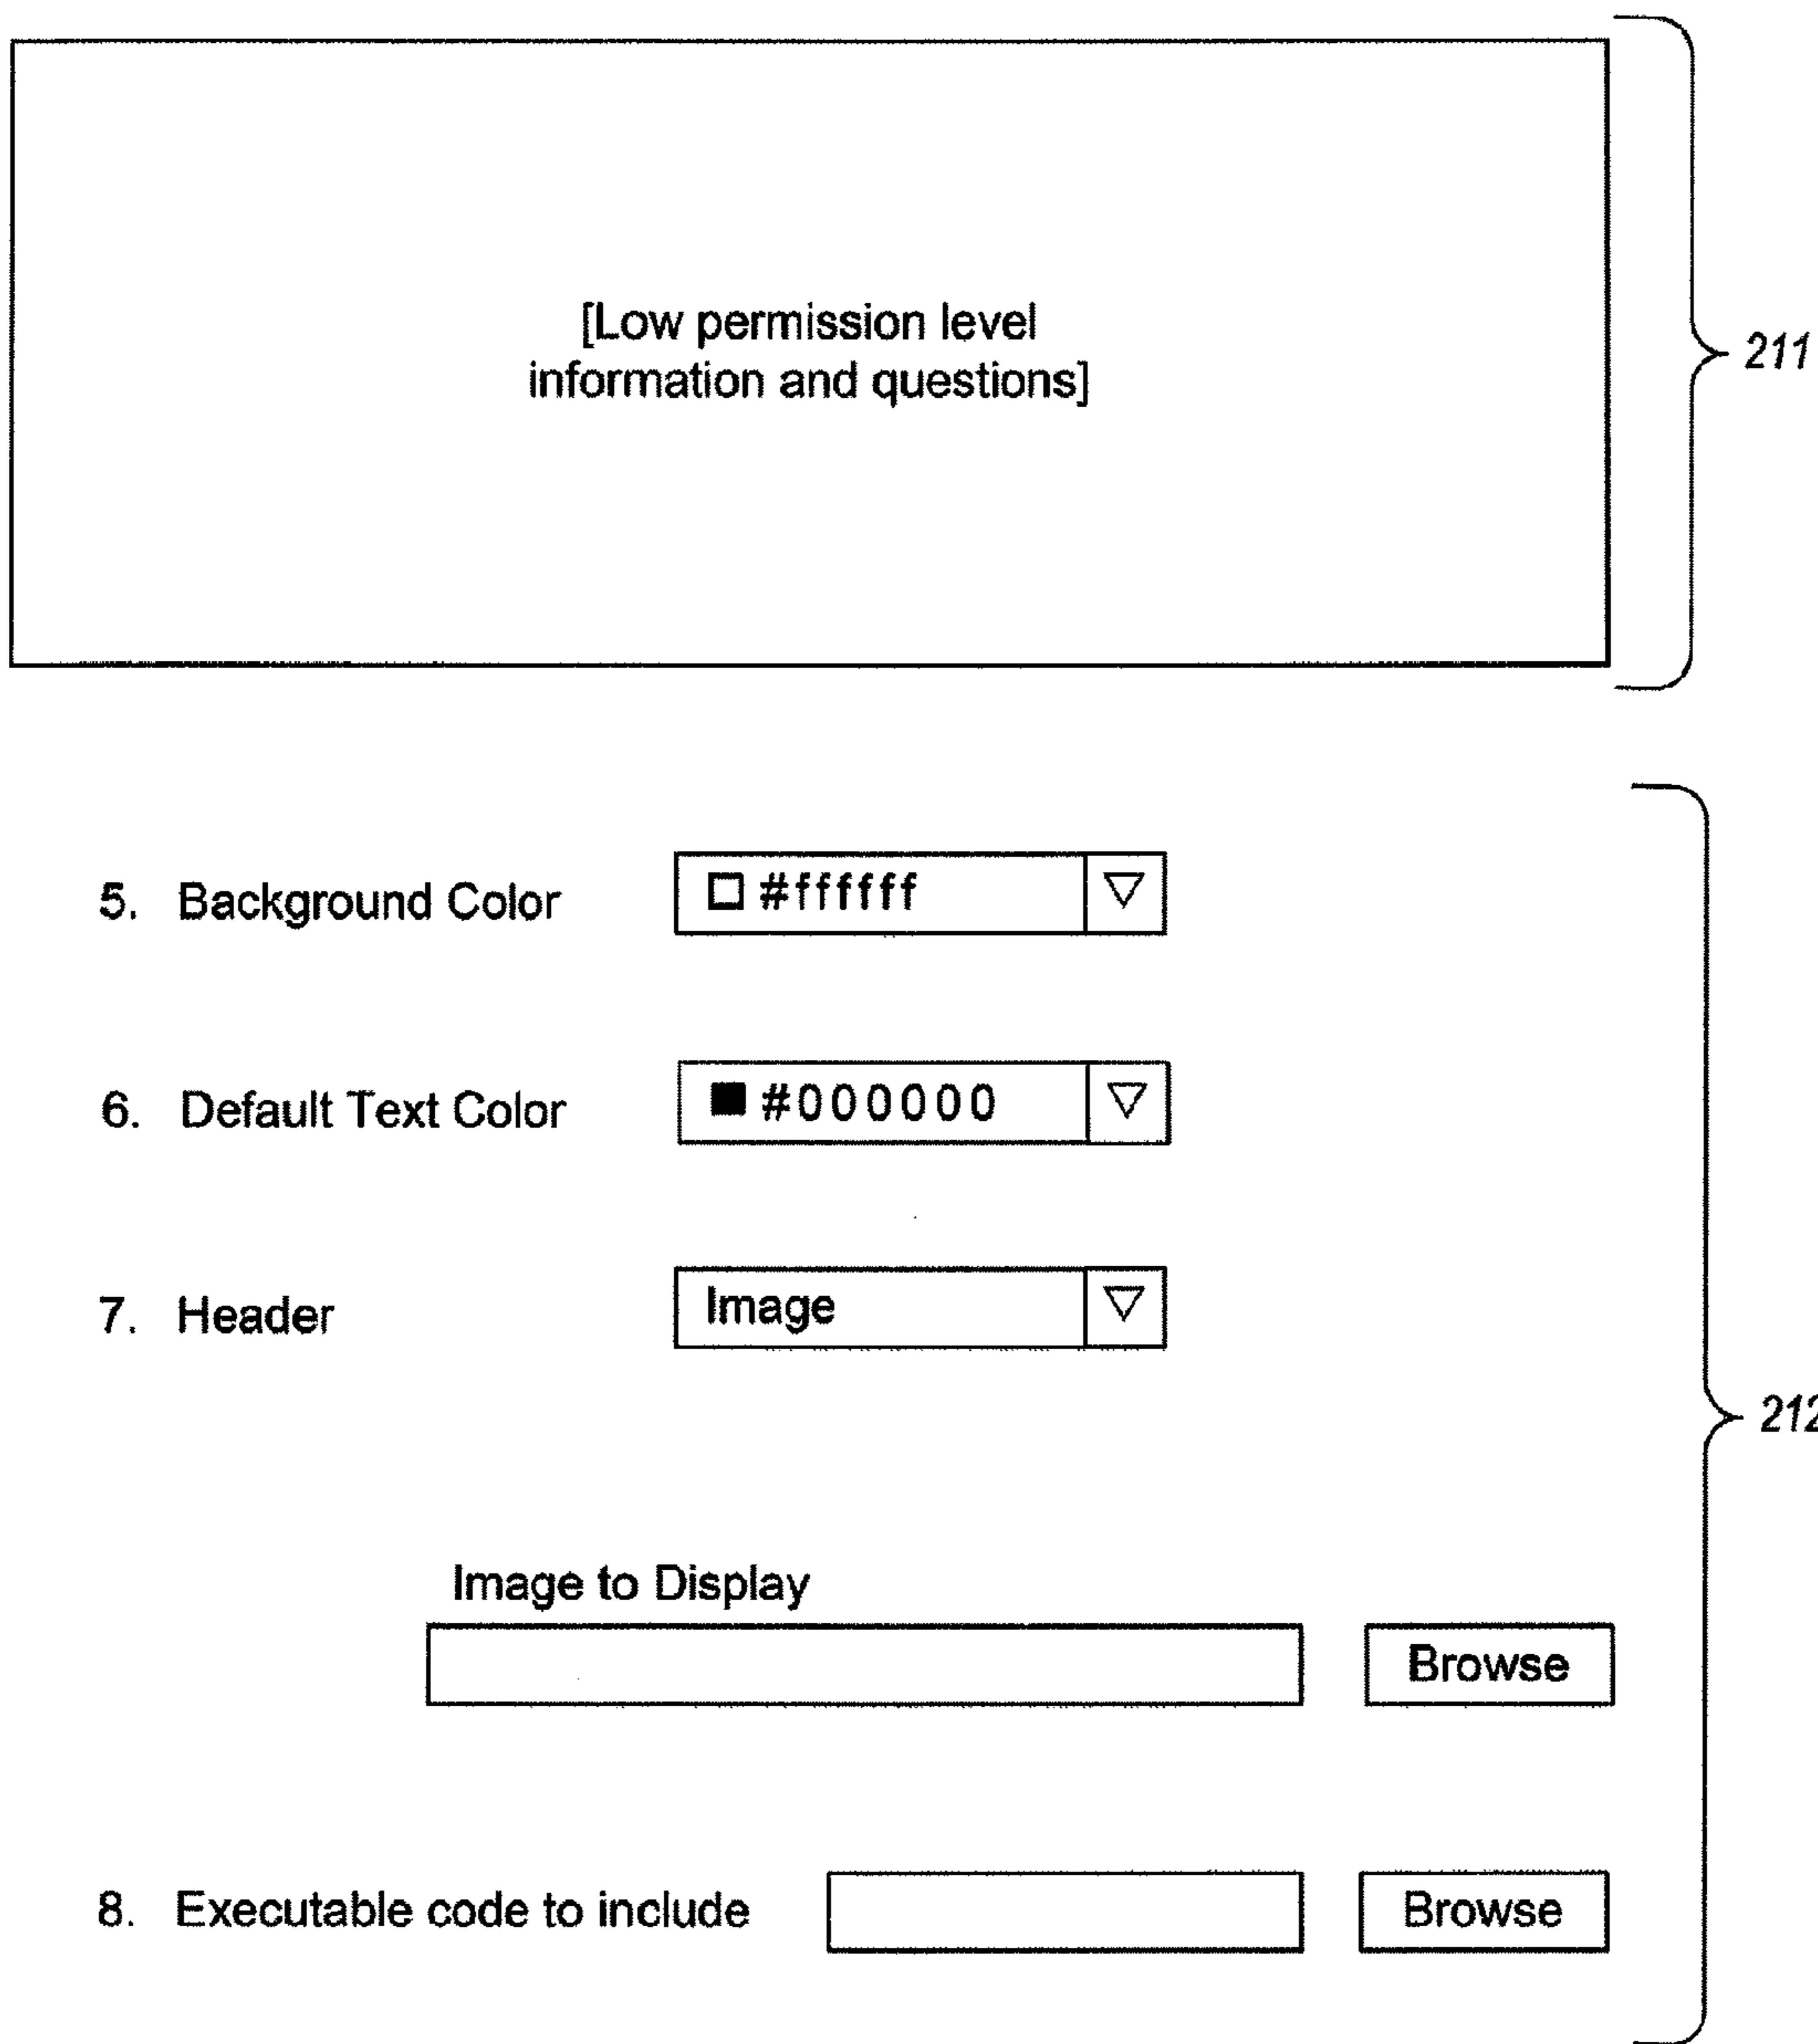 [Low permission level
information and questions]
211
5. Background Color #ffffff
6. Default Text Color #000000
7. Header Image
212
Image to Display
Browse
8. Executable code to include Browse